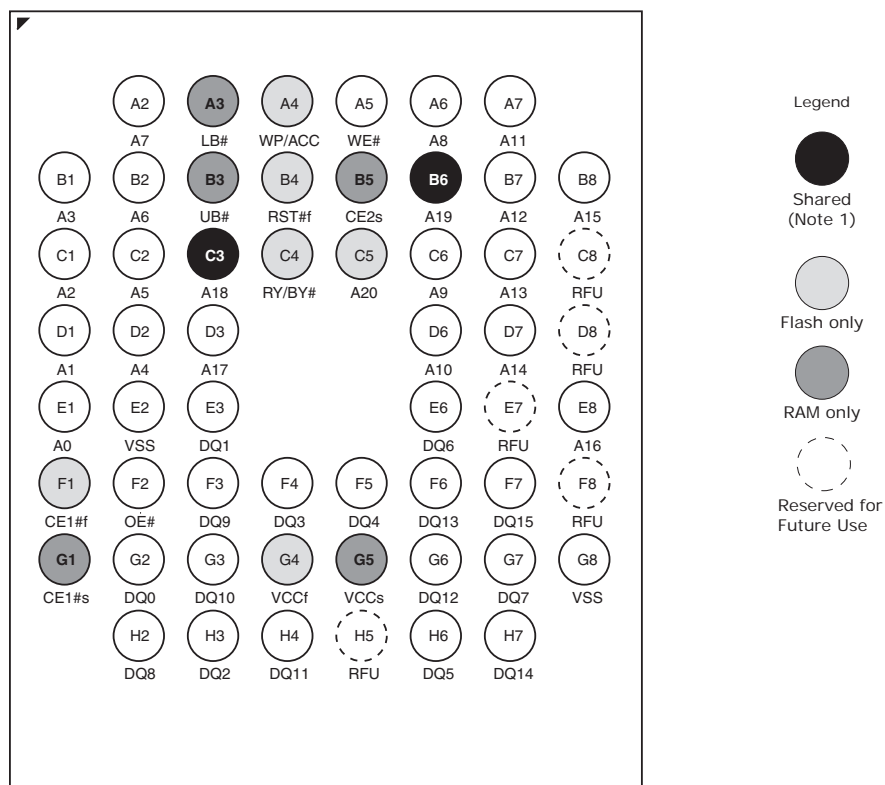 A2 A3 A4 A5 A6 A7
A7 LB# WP/ACC WE# A8 A11
B1 B2 B3 B4 B5 B6 B7 B8
A3 A6 UB# RST#f CE2s A19 A12 A15
C1 C2 C3 C4 C5 C6 C7 C8
A2 A5 A18 RY/BY# A20 A9 A13 RFU
D1 D2 D3 D6 D7 D8
A1 A4 A17 A10 A14 RFU
E1 E2 E3 E6 E7 E8
A0 VSS DQ1 DQ6 RFU A16
F1 F2 F3 F4 F5 F6 F7 F8
CE1#f OE# DQ9 DQ3 DQ4 DQ13 DQ15 RFU
G1 G2 G3 G4 G5 G6 G7 G8
CE1#s DQ0 DQ10 VCCf VCCs DQ12 DQ7 VSS
H2 H3 H4 H5 H6 H7
DQ8 DQ2 DQ11 RFU DQ5 DQ14
Legend
Shared
(Note 1)
Flash only
RAM only
Reserved for
Future Use